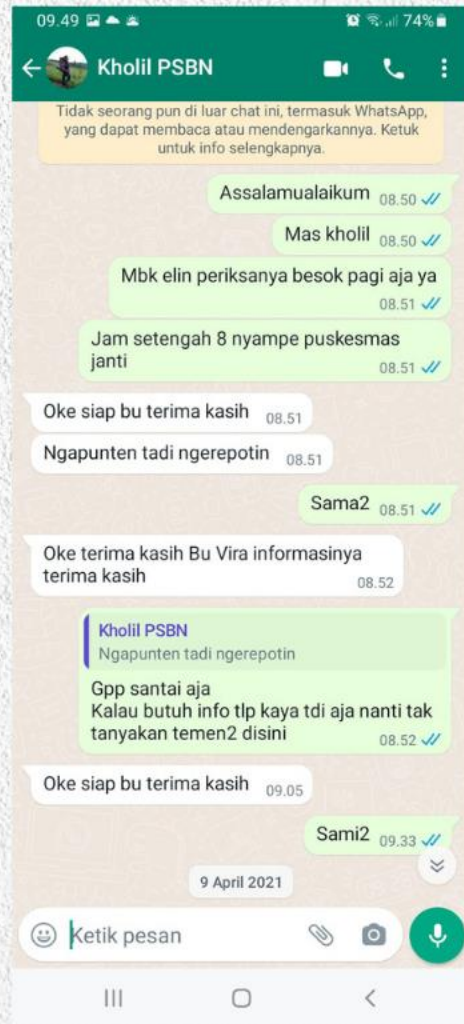 09.49 74%
Kholil PSBN
Tidak seorang pun di luar chat ini, termasuk WhatsApp,
yang dapat membaca atau mendengarkannya. Ketuk
untuk info selengkapnya.
Assalamualaikum 08.50
Mas kholil 08.50
Mbk elin periksanya besok pagi aja ya
08.51
Jam setengah 8 nyampe puskesmas
janti 08.51
Oke siap bu terima kasih 08.51
Ngapunten tadi ngerepotin 08.51
Sama2 08.51
Oke terima kasih Bu Vira informasinya
terima kasih 08.52
Kholil PSBN
Ngapunten tadi ngerepotin
Gpp santai aja
Kalau butuh info tlp kaya tdi aja nanti tak
tanyakan temen2 disini 08.52
Oke siap bu terima kasih 09.05
Sami2 09.33
9 April 2021
Ketik pesan